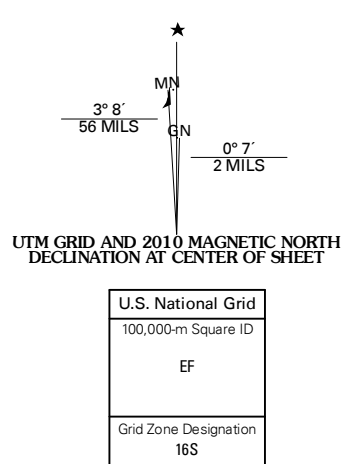 ★
MN
3° 8´
56 MILS
GN
0° 7´
2 MILS
UTM GRID AND 2010 MAGNETIC NORTH
DECLINATION AT CENTER OF SHEET
U.S. National Grid
100,000-m Square ID
EF
Grid Zone Designation
16S